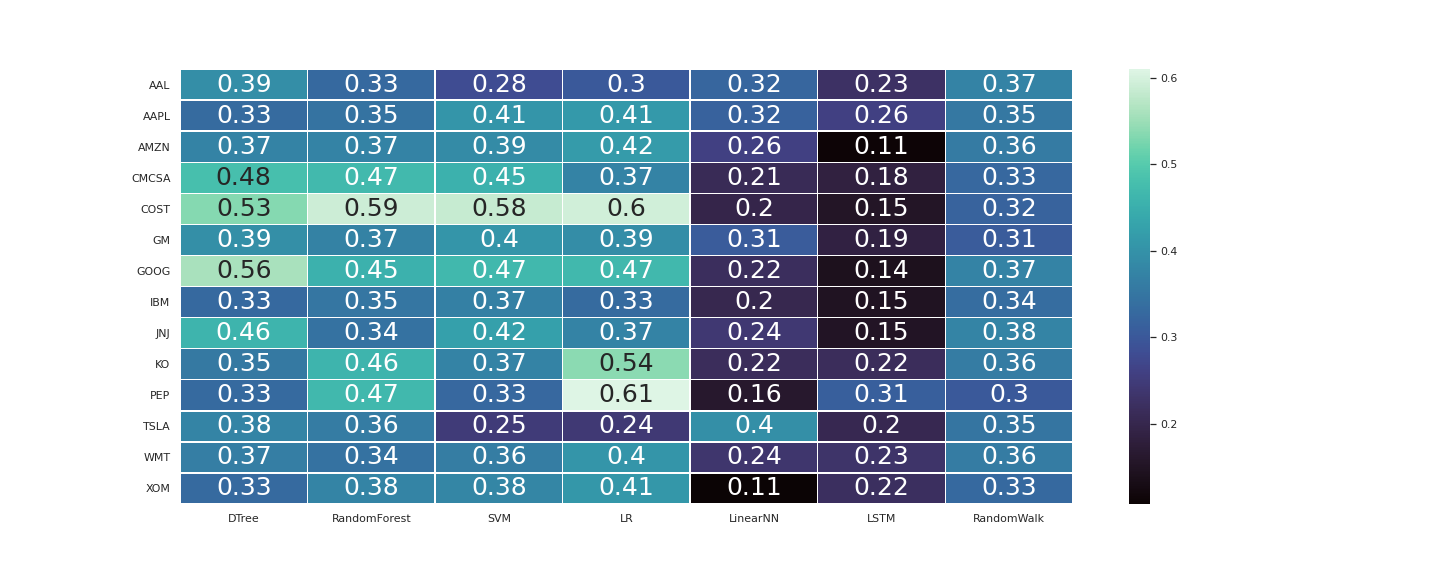 AAL 0.39 0.33 0.28 0.3 0.32 0.23 0.37
AAPL 0.33 0.35 0.41 0.41 0.32 0.26 0.35
AMZN 0.37 0.37 0.39 0.42 0.26 0.11 0.36
CMCSA 0.48 0.47 0.45 0.37 0.21 0.18 0.33
COST 0.53 0.59 0.58 0.6 0.2 0.15 0.32
GM 0.39 0.37 0.4 0.39 0.31 0.19 0.31
GOOG 0.56 0.45 0.47 0.47 0.22 0.14 0.37
IBM 0.33 0.35 0.37 0.33 0.2 0.15 0.34
JNJ 0.46 0.34 0.42 0.37 0.24 0.15 0.38
KO 0.35 0.46 0.37 0.54 0.22 0.22 0.36
PEP 0.33 0.47 0.33 0.61 0.16 0.31 0.3
TSLA 0.38 0.36 0.25 0.24 0.4 0.2 0.35
WMT 0.37 0.34 0.36 0.4 0.24 0.23 0.36
XOM 0.33 0.38 0.38 0.41 0.11 0.22 0.33
DTree RandomForest SVM LR LinearNN LSTM RandomWalk
0.6
0.5
0.4
0.3
0.2